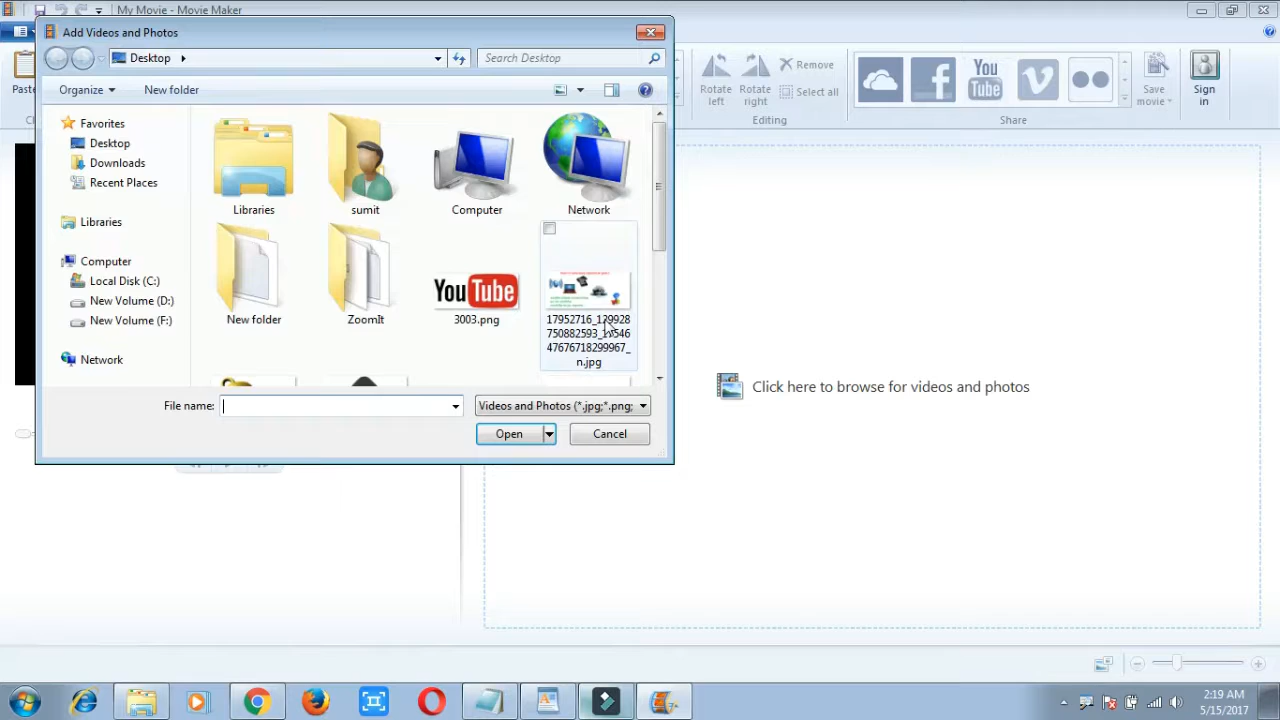 My Movie - Movie Maker
Add Videos and Photos
Desktop
Search Desktop
Organize
New folder
Favorites
Desktop
Downloads
Recent Places
Libraries
Computer
Local Disk (C:)
New Volume (D:)
New Volume (F:)
Network
Libraries
sumit
Computer
Network
New folder
ZoomIt
YouTube
3003.png
47676718299967_
n.jpg
File name:
Videos and Photos (*.jpg;*.png;
Open
Cancel
Paste
Rotate
left
Rotate
right
Remove
Select all
Editing
You
Tube
Share
Save
movie
Sign
in
Click here to browse for videos and photos
2:19 AM
5/15/2017